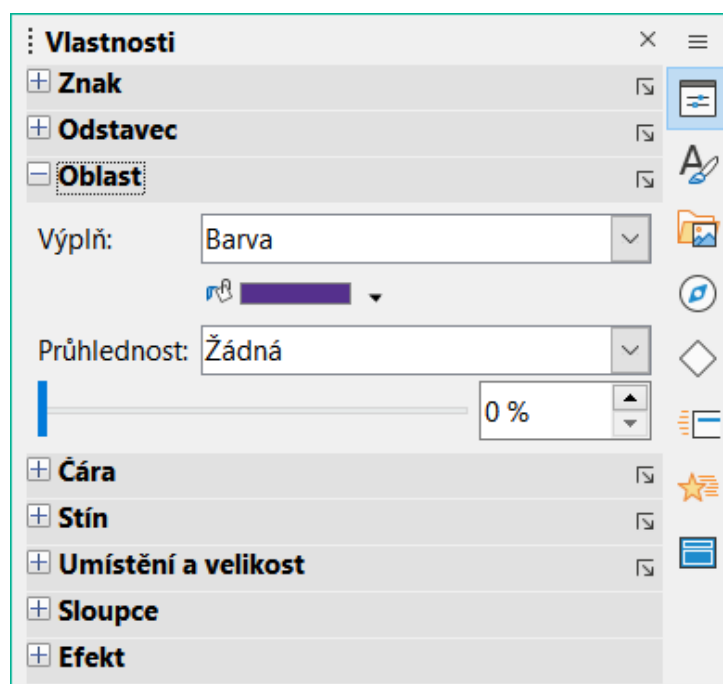 Vlastnosti
Znak
Odstavec
Oblast
Výplň: Barva
Průhlednost: Žádná
0 %
Čára
Stín
Umístění a velikost
Sloupce
Efekt